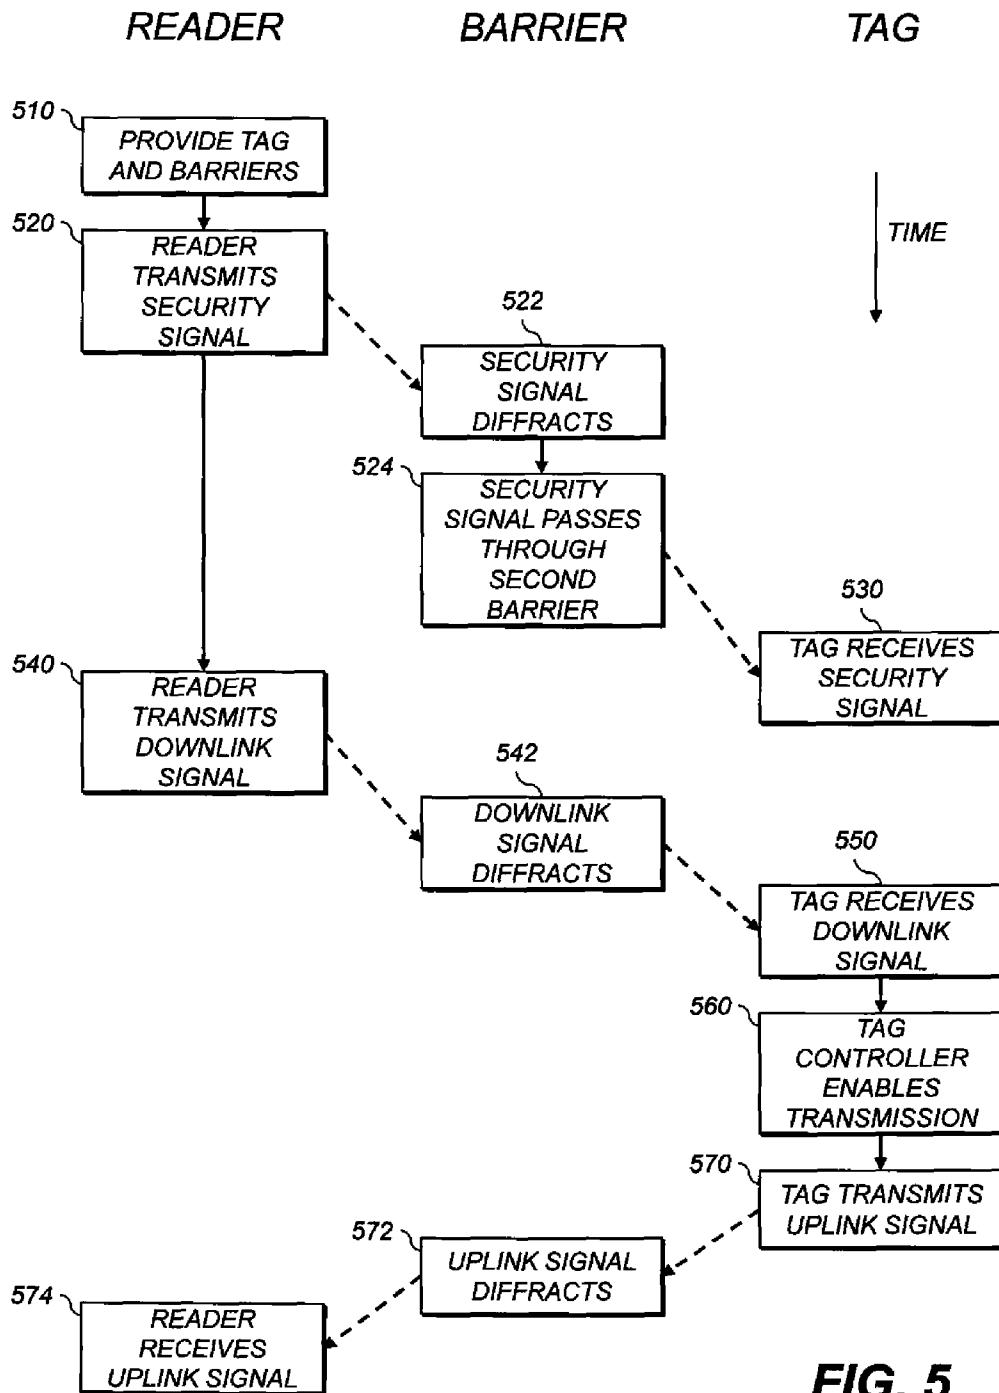 READER
BARRIER
TAG
510
PROVIDE TAG
AND BARRIERS
520
READER
TRANSMITS
SECURITY
SIGNAL
TIME
522
SECURITY
SIGNAL
DIFFRACTS
524
SECURITY
SIGNAL PASSES
THROUGH
SECOND
BARRIER
530
TAG RECEIVES
SECURITY
SIGNAL
540
READER
TRANSMITS
DOWNLINK
SIGNAL
542
DOWNLINK
SIGNAL
DIFFRACTS
550
TAG RECEIVES
DOWNLINK
SIGNAL
560
TAG
CONTROLLER
ENABLES
TRANSMISSION
570
TAG TRANSMITS
UPLINK SIGNAL
572
UPLINK SIGNAL
DIFFRACTS
574
READER
RECEIVES
UPLINK SIGNAL
FIG. 5